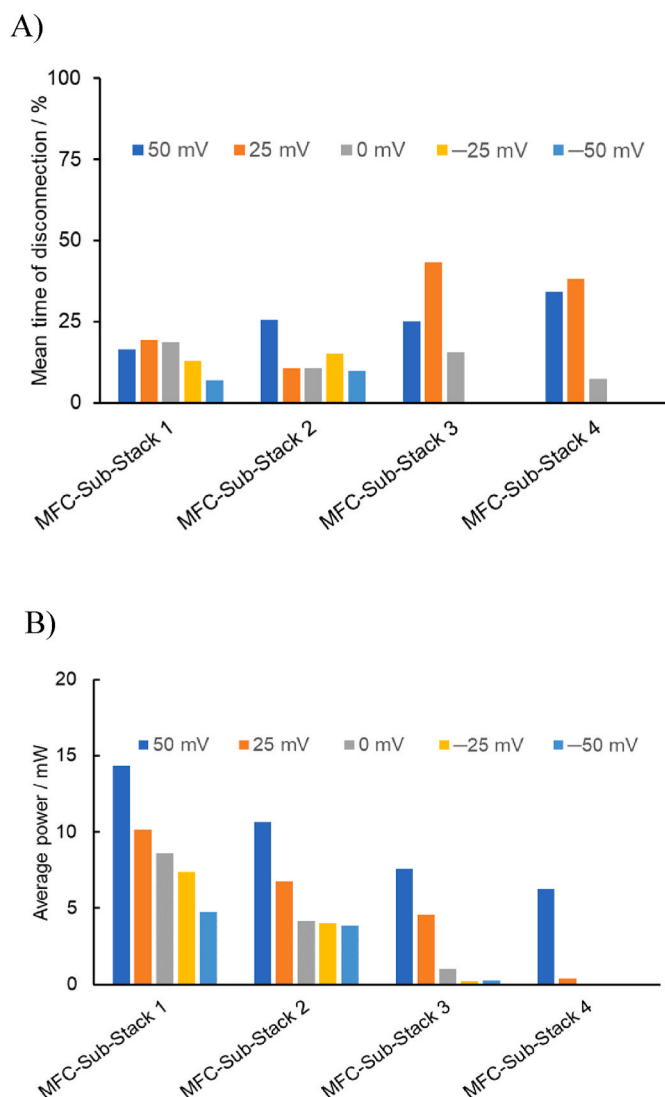 A)
Mean time of disconnection / %
100
75
50
25
0
50 mV 25 mV 0 mV —25 mV —50 mV
MFC-Sub-Stack 1
MFC-Sub-Stack 2
MFC-Sub-Stack 3
MFC-Sub-Stack 4
B)
Average power / mW
20
15
10
5
0
50 mV 25 mV 0 mV —25 mV —50 mV
MFC-Sub-Stack 1
MFC-Sub-Stack 2
MFC-Sub-Stack 3
MFC-Sub-Stack 4